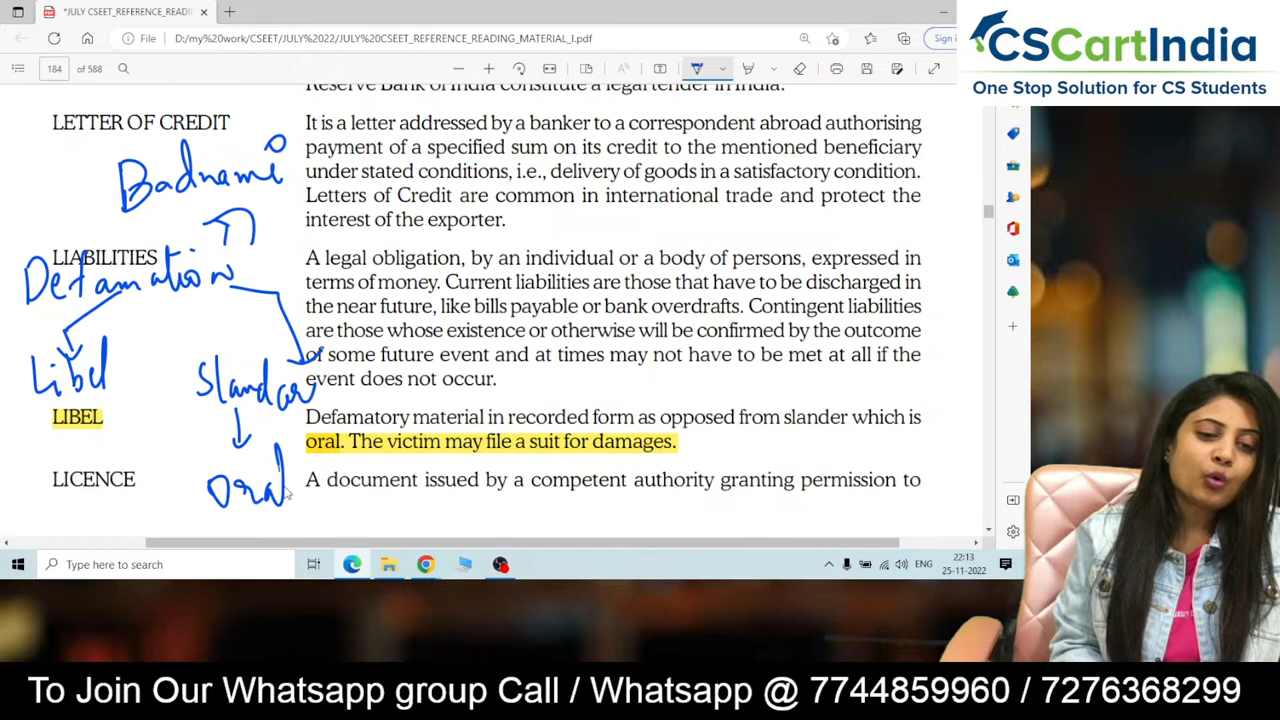 *JULY CSEET_REFERENCE_READI
File
D:/my%20work/CSEET/JULY%202022/JULY%20CSEET_REFERENCE_READING_MATERIAL_I.pdf
Sign i
184 of 588
CSCartIndia
One Stop Solution for CS Students
Reserve Bank of India constitute a legal tender in India.
LETTER OF CREDIT
It is a letter addressed by a banker to a correspondent abroad authorising
payment of a specified sum on its credit to the mentioned beneficiary
under stated conditions, i.e., delivery of goods in a satisfactory condition.
Letters of Credit are common in international trade and protect the
interest of the exporter.
Badnami
LIABILITIES
A legal obligation, by an individual or a body of persons, expressed in
terms of money. Current liabilities are those that have to be discharged in
the near future, like bills payable or bank overdrafts. Contingent liabilities
are those whose existence or otherwise will be confirmed by the outcome
of some future event and at times may not have to be met at all if the
event does not occur.
Defamation
Libel
Slandar
LIBEL
Defamatory material in recorded form as opposed from slander which is
oral. The victim may file a suit for damages.
oral
LICENCE
A document issued by a competent authority granting permission to
Type here to search
ENG
22:13
25-11-2022
To Join Our Whatsapp group Call / Whatsapp @ 7744859960 / 7276368299